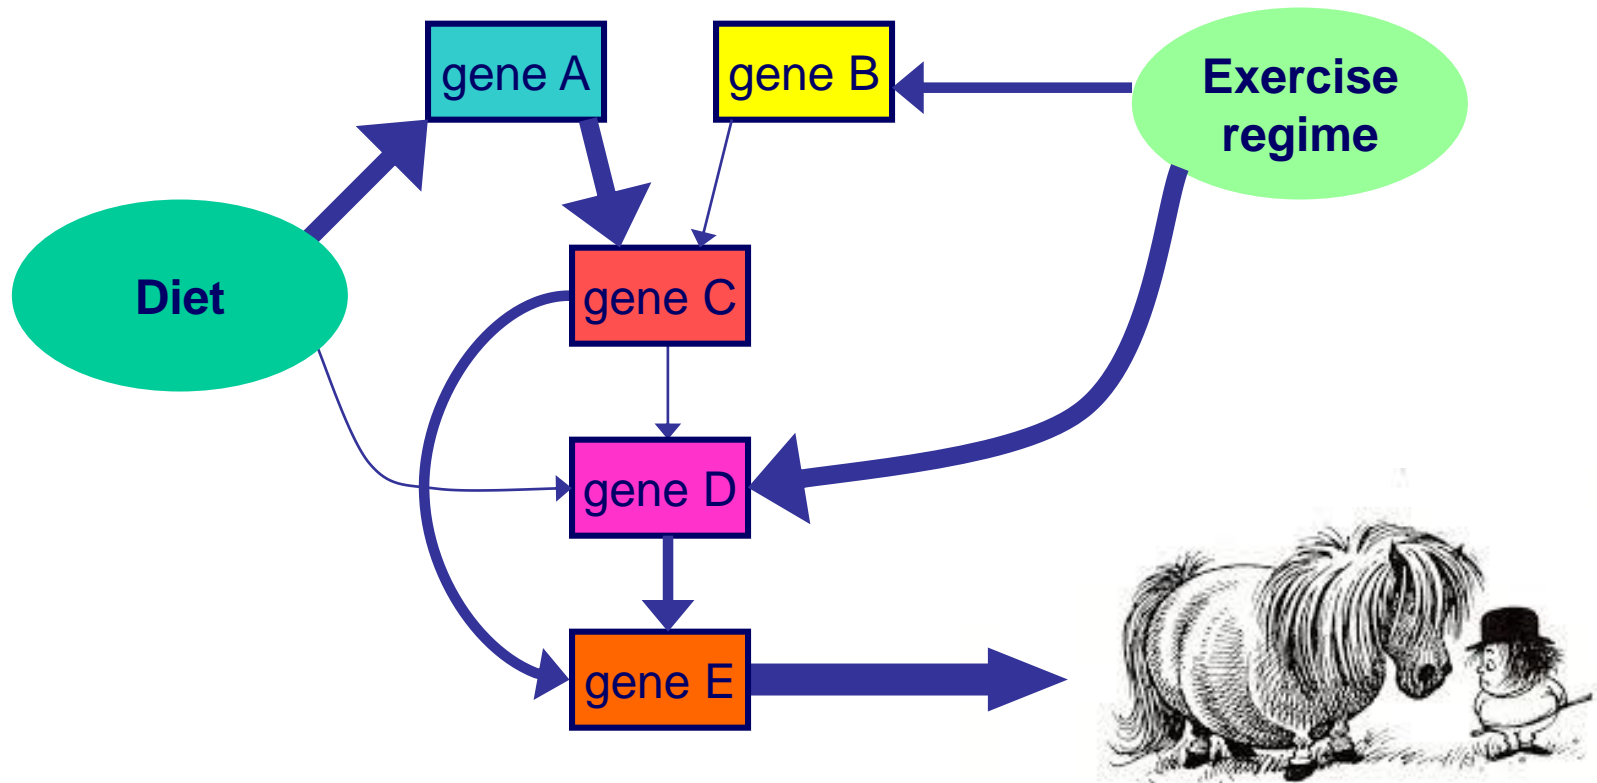 gene A
gene B
Exercise
regime
Diet
gene C
gene D
gene E